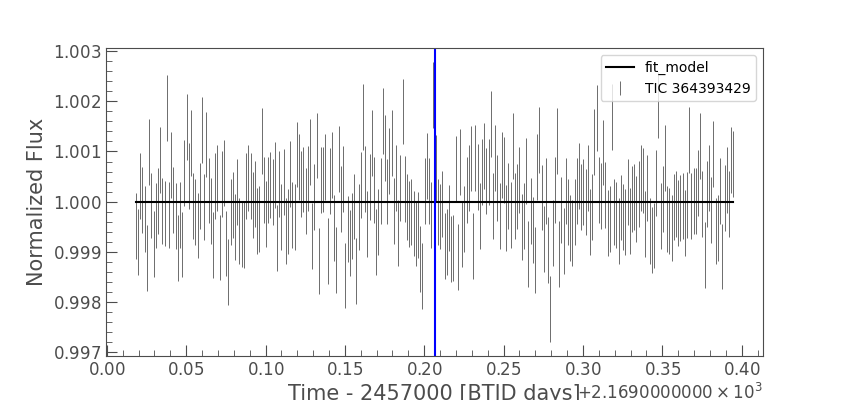 1.003
1.002
1.001
1.000
0.999
0.998
0.997
Normalized Flux
fit_model
TIC 364393429
0.00 0.05 0.10 0.15 0.20 0.25 0.30 0.35 0.40
Time - 2457000 [BTJD days]
+2.1690000000 × 10³